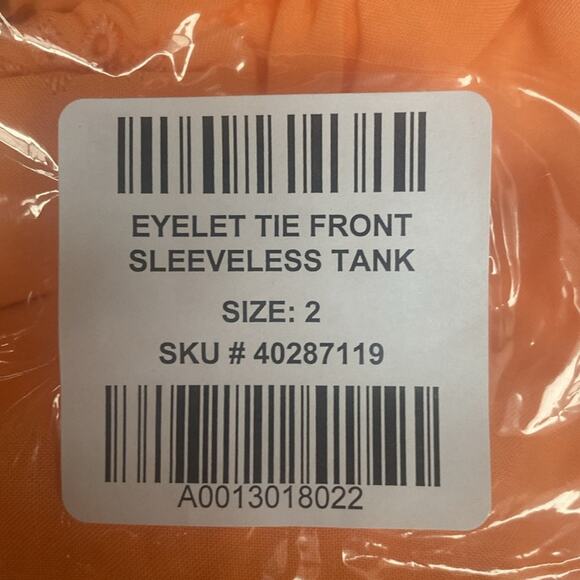 EYELET TIE FRONT
SLEEVELESS TANK
SIZE: 2
SKU # 40287119
A0013018022